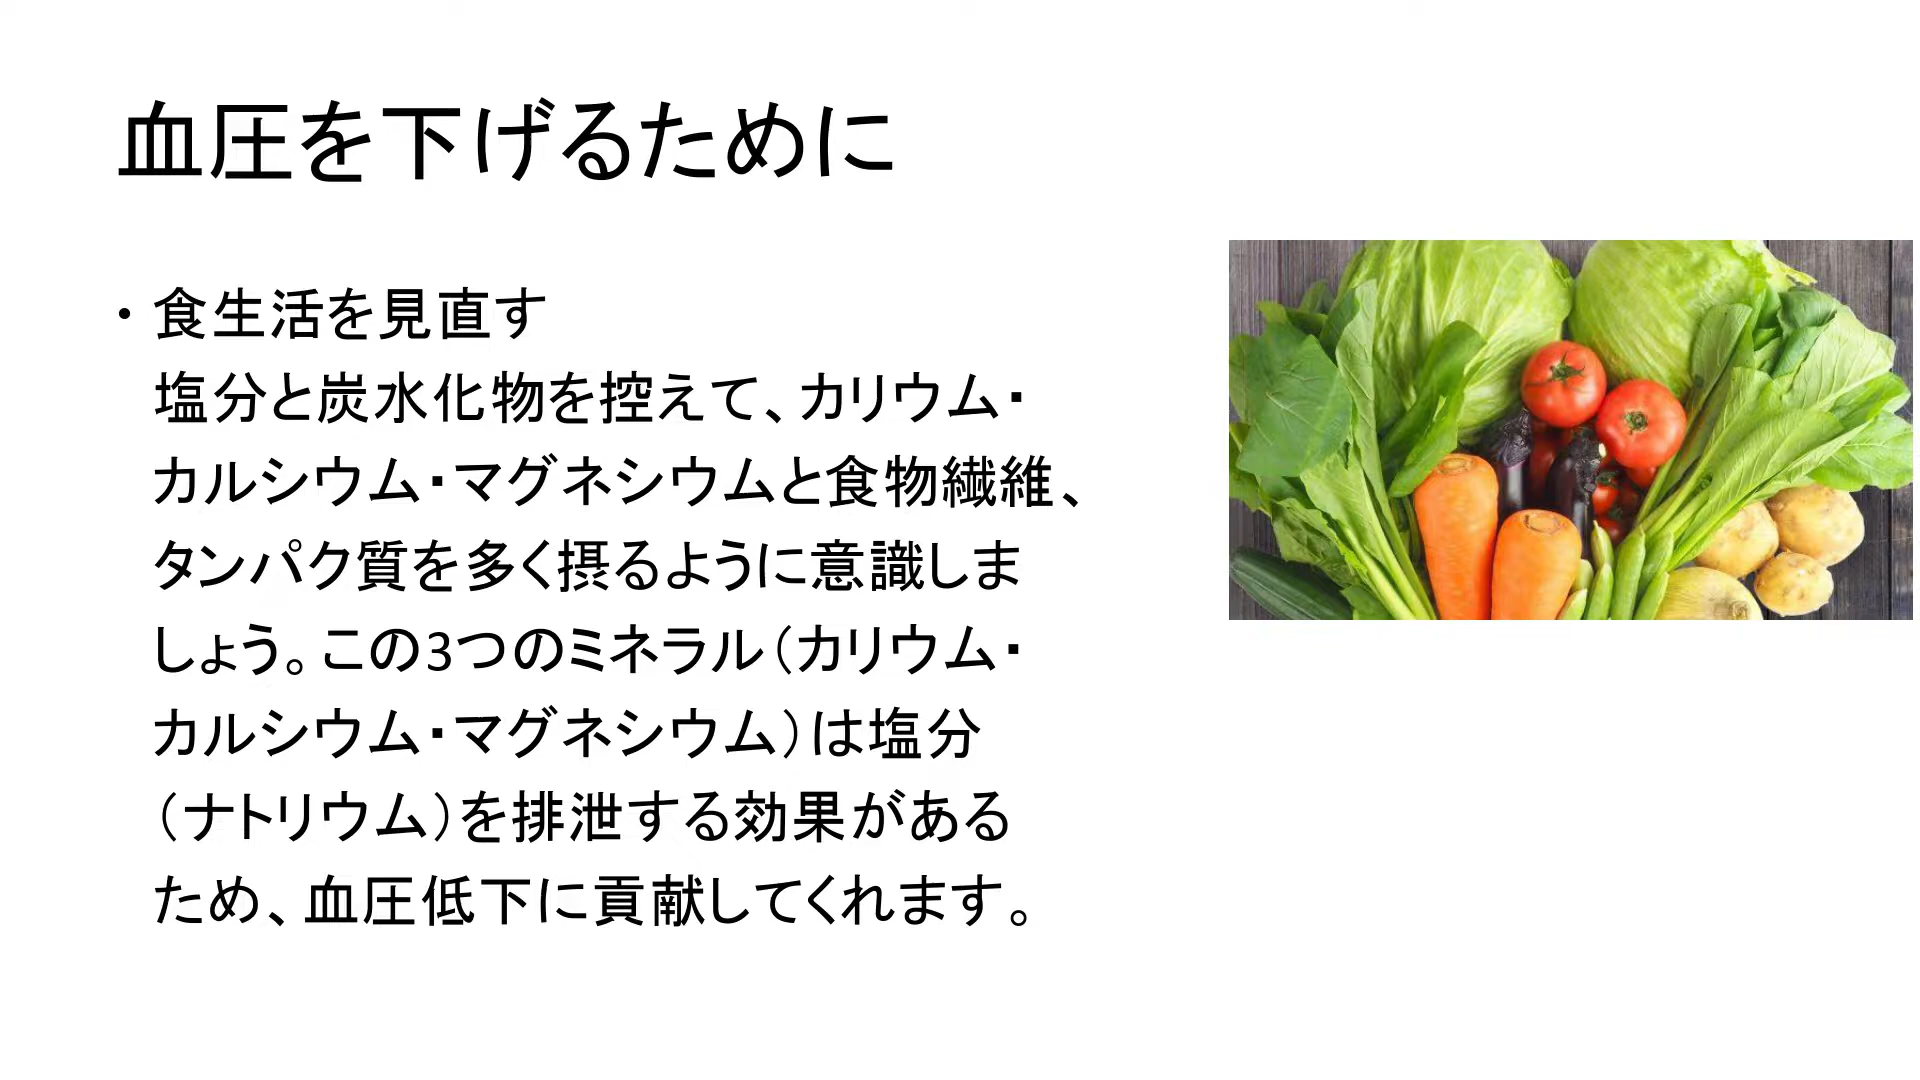 血圧を下げるために
・食生活を見直す
塩分と炭水化物を控えて、カリウム・
カルシウム・マグネシウムと食物繊維、
タンパク質を多く摂るように意識しま
しょう。この3つのミネラル（カリウム・
カルシウム・マグネシウム）は塩分
（ナトリウム）を排泄する効果がある
ため、血圧低下に貢献してくれます。